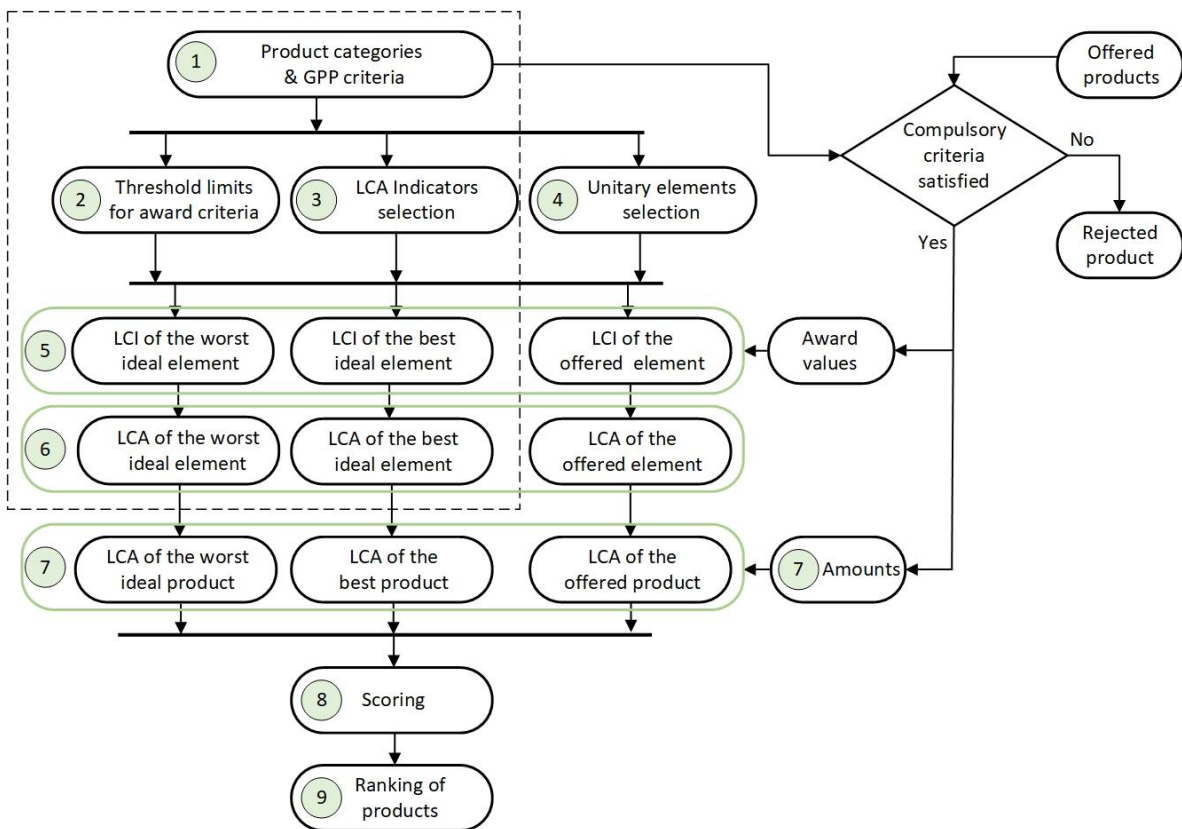 1
Product categories
& GPP criteria
Offered
products
Compulsory
criteria
satisfied
No
Yes
Rejected
product
2
Threshold limits
for award criteria
3
LCA Indicators
selection
4
Unitary elements
selection
5
LCI of the worst
ideal element
LCI of the best
ideal element
LCI of the
offered element
Award
values
6
LCA of the worst
ideal element
LCA of the best
ideal element
LCA of the
offered element
7
LCA of the worst
ideal product
LCA of the
best product
LCA of the
offered product
7 Amounts
8 Scoring
9
Ranking of
products